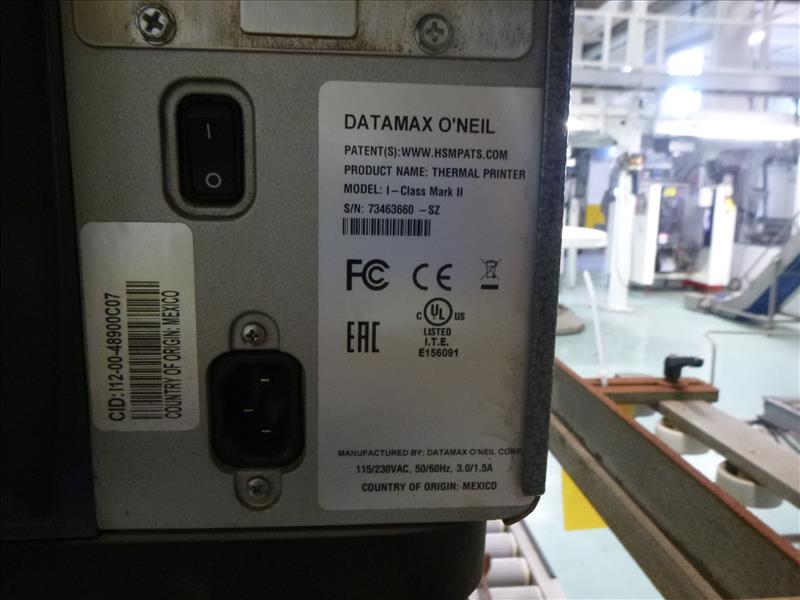 DATAMAX O'NEIL
PATENT(S):WWW.HSMPATS.COM
PRODUCT NAME: THERMAL PRINTER
MODEL: I – Class Mark II
S/N: 73463660 – SZ
FC CE
EAC
C UL US
LISTED
I.T.E.
E156091
MANUFACTURED BY: DATAMAX O'NEIL CORP.
115/230VAC, 50/60Hz, 3.0/1.5A
COUNTRY OF ORIGIN: MEXICO
CID: I12-00-48900C07
COUNTRY OF ORIGIN: MEXICO